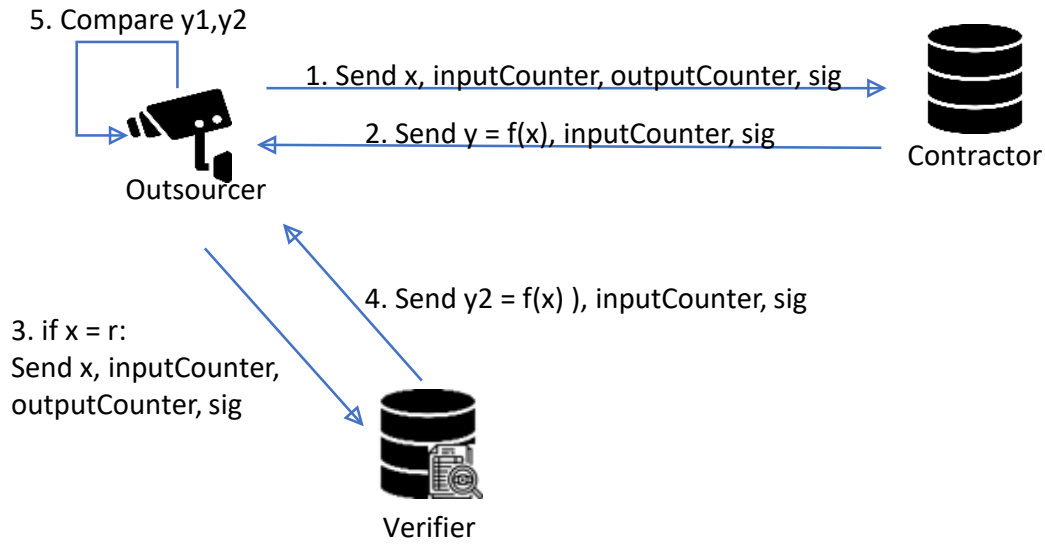 5. Compare y1,y2
1. Send x, inputCounter, outputCounter, sig
2. Send y = f(x), inputCounter, sig
Contractor
Outsourcer
4. Send y2 = f(x) ), inputCounter, sig
3. if x = r:
Send x, inputCounter,
outputCounter, sig
Verifier